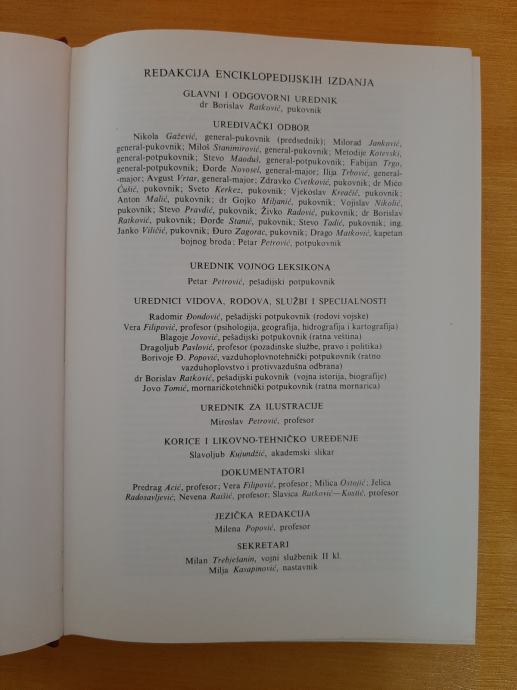 REDAKCIJA ENCIKLOPEDIJSKIH IZDANJA
GLAVNI I ODGOVORNI UREDNIK
dr Borislav Ratković, pukovnik
UREĐIVAČKI ODBOR
Nikola Gažević, general-pukovnik (predsednik); Milorad Janković,
general-pukovnik; Miloš Stanimirović, general-pukovnik; Metodije Kotevski,
general-potpukovnik; Stevo Maoduš, general-potpukovnik; Fabijan Trgo,
general-potpukovnik; Đorđe Novosel, general-major; Ilija Trbović, general-
-major; Avgust Vrtar, general-major; Zdravko Cvetković, pukovnik; dr Mićo
Ćušić, pukovnik; Sveto Kerkez, pukovnik; Vjekoslav Krvačić, pukovnik;
Anton Malić, pukovnik; dr Gojko Miljanić, pukovnik; Vojislav Nikolić,
pukovnik; Stevo Pravdić, pukovnik; Živko Radović, pukovnik; dr Borislav
Ratković, pukovnik; Đorđe Stanić, pukovnik; Stevo Tadić, pukovnik; ing.
Janko Viličić, pukovnik; Đuro Zagorac, pukovnik; Drago Matković, kapetan
bojnog broda; Petar Petrović, potpukovnik
UREDNIK VOJNOG LEKSIKONA
Petar Petrović, pešadijski potpukovnik
UREDNICI VIDOVA, RODOVA, SLUŽBI I SPECIJALNOSTI
Radomir Đondović, pešadijski potpukovnik (rodovi vojske)
Vera Filipović, profesor (psihologija, geografija, hidrografija i kartografija)
Blagoje Jovović, pešadijski potpukovnik (ratna veština)
Dragoljub Pavlović, profesor (pozadinske službe, pravo i politika)
Borivoje Đ. Popović, vazduhoplovnotehnički potpukovnik (ratno
vazduhoplovstvo i protivvazdušna odbrana)
dr Borislav Ratković, pešadijski pukovnik (vojna istorija, biografije)
Jovo Tomić, mornaričkotehnički potpukovnik (ratna mornarica)
UREDNIK ZA ILUSTRACIJE
Miroslav Petrović, profesor
KORICE I LIKOVNO-TEHNIČKO UREĐENJE
Slavoljub Kujundžić, akademski slikar
DOKUMENTATORI
Predrag Acić, profesor; Vera Filipović, profesor; Milica Ostojić; Jelica
Radosavljević; Nevena Raišić, profesor; Slavica Ratković—Kostić, profesor
JEZIČKA REDAKCIJA
Milena Popović, profesor
SEKRETARI
Milan Trebješanin, vojni službenik II kl.
Milja Kasapinović, nastavnik